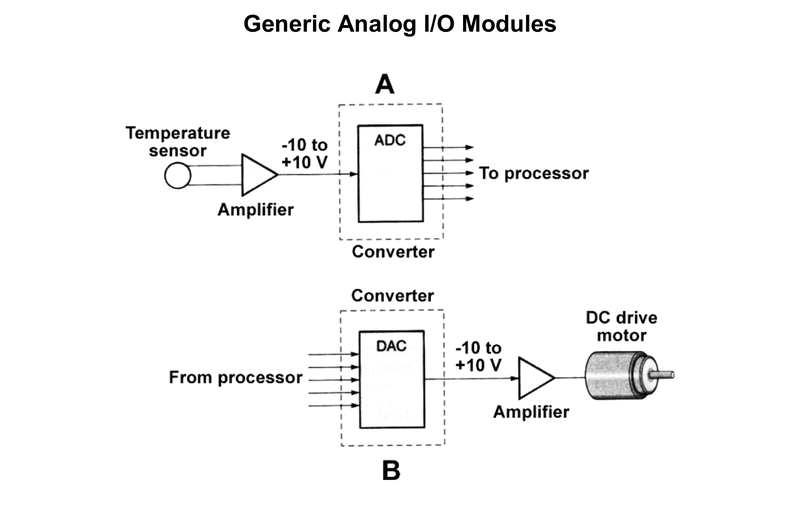 Generic Analog I/O Modules
A
Temperature
sensor
-10 to
+10 V
ADC
To processor
Amplifier
Converter
Converter
DC drive
motor
DAC
-10 to
+10 V
From processor
Amplifier
B